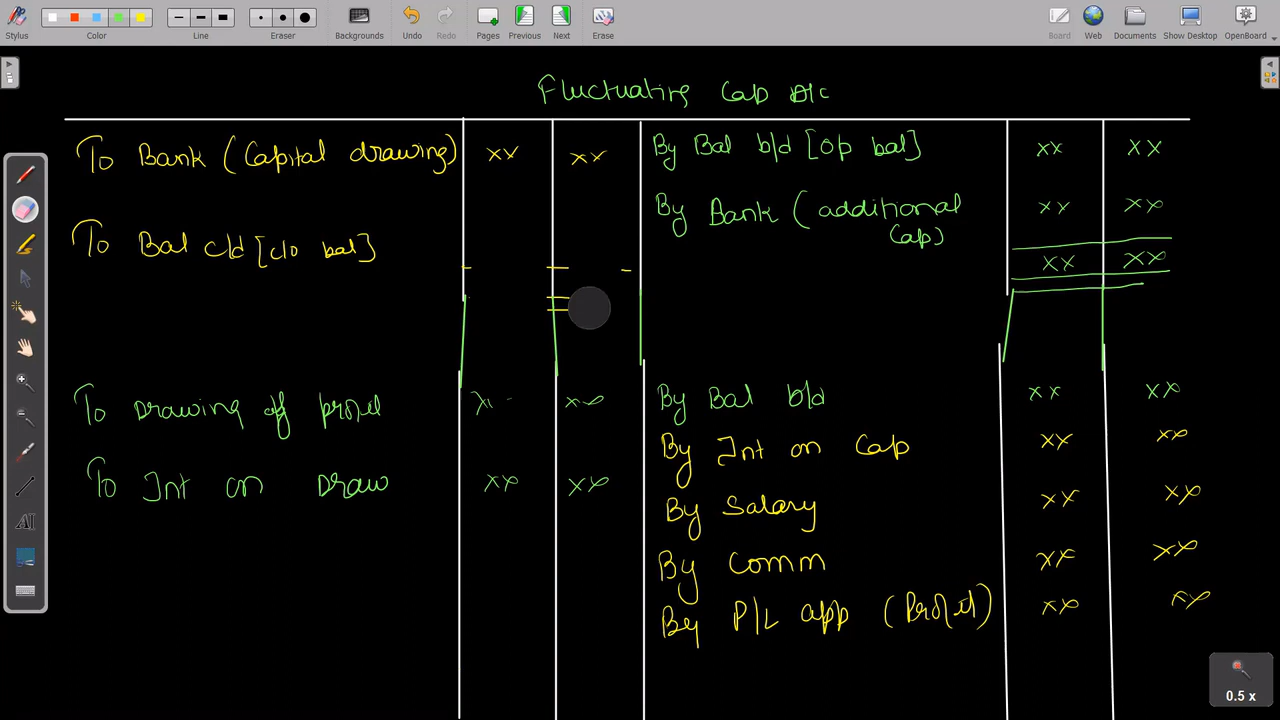 Stylus Color Line Eraser Backgrounds Undo Redo Pages Previous Next Erase Board Web Documents Show Desktop OpenBoard
Fluctuating Cap A/c
To Bank (Capital drawing) xx xx By Bal b/d [op bal] xx xx
By Bank (additional xx xx
Cap)
To Bal c/d [clo bal]
xx xx
To Drawing of profit xx xx By Bal b/d xx xx
By Int on Cap xx xx
To Int on Draw xx xx
By Salary xx xx
By Comm xx xx
By P/L app (Profit) xx xx
0.5 x